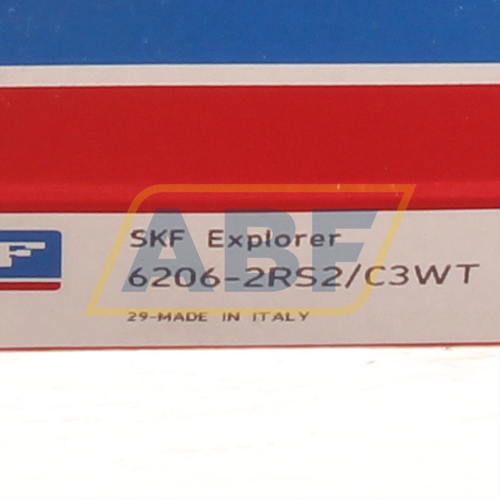 SKF Explorer
6206-2RS2/C3WT
29-MADE IN ITALY
ABF
F